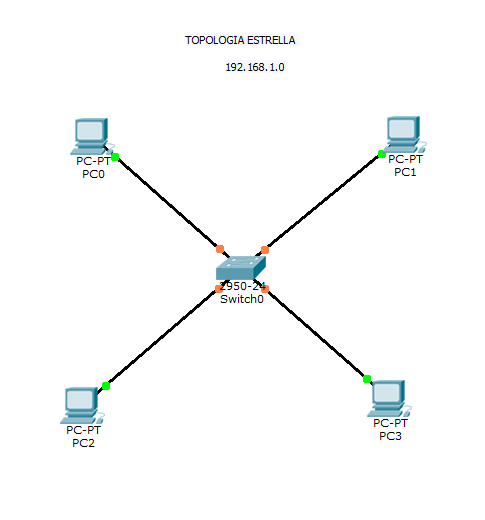 TOPOLOGIA ESTRELLA
192.168.1.0
PC-PT
PC0
PC-PT
PC1
2950-24
Switch0
PC-PT
PC2
PC-PT
PC3